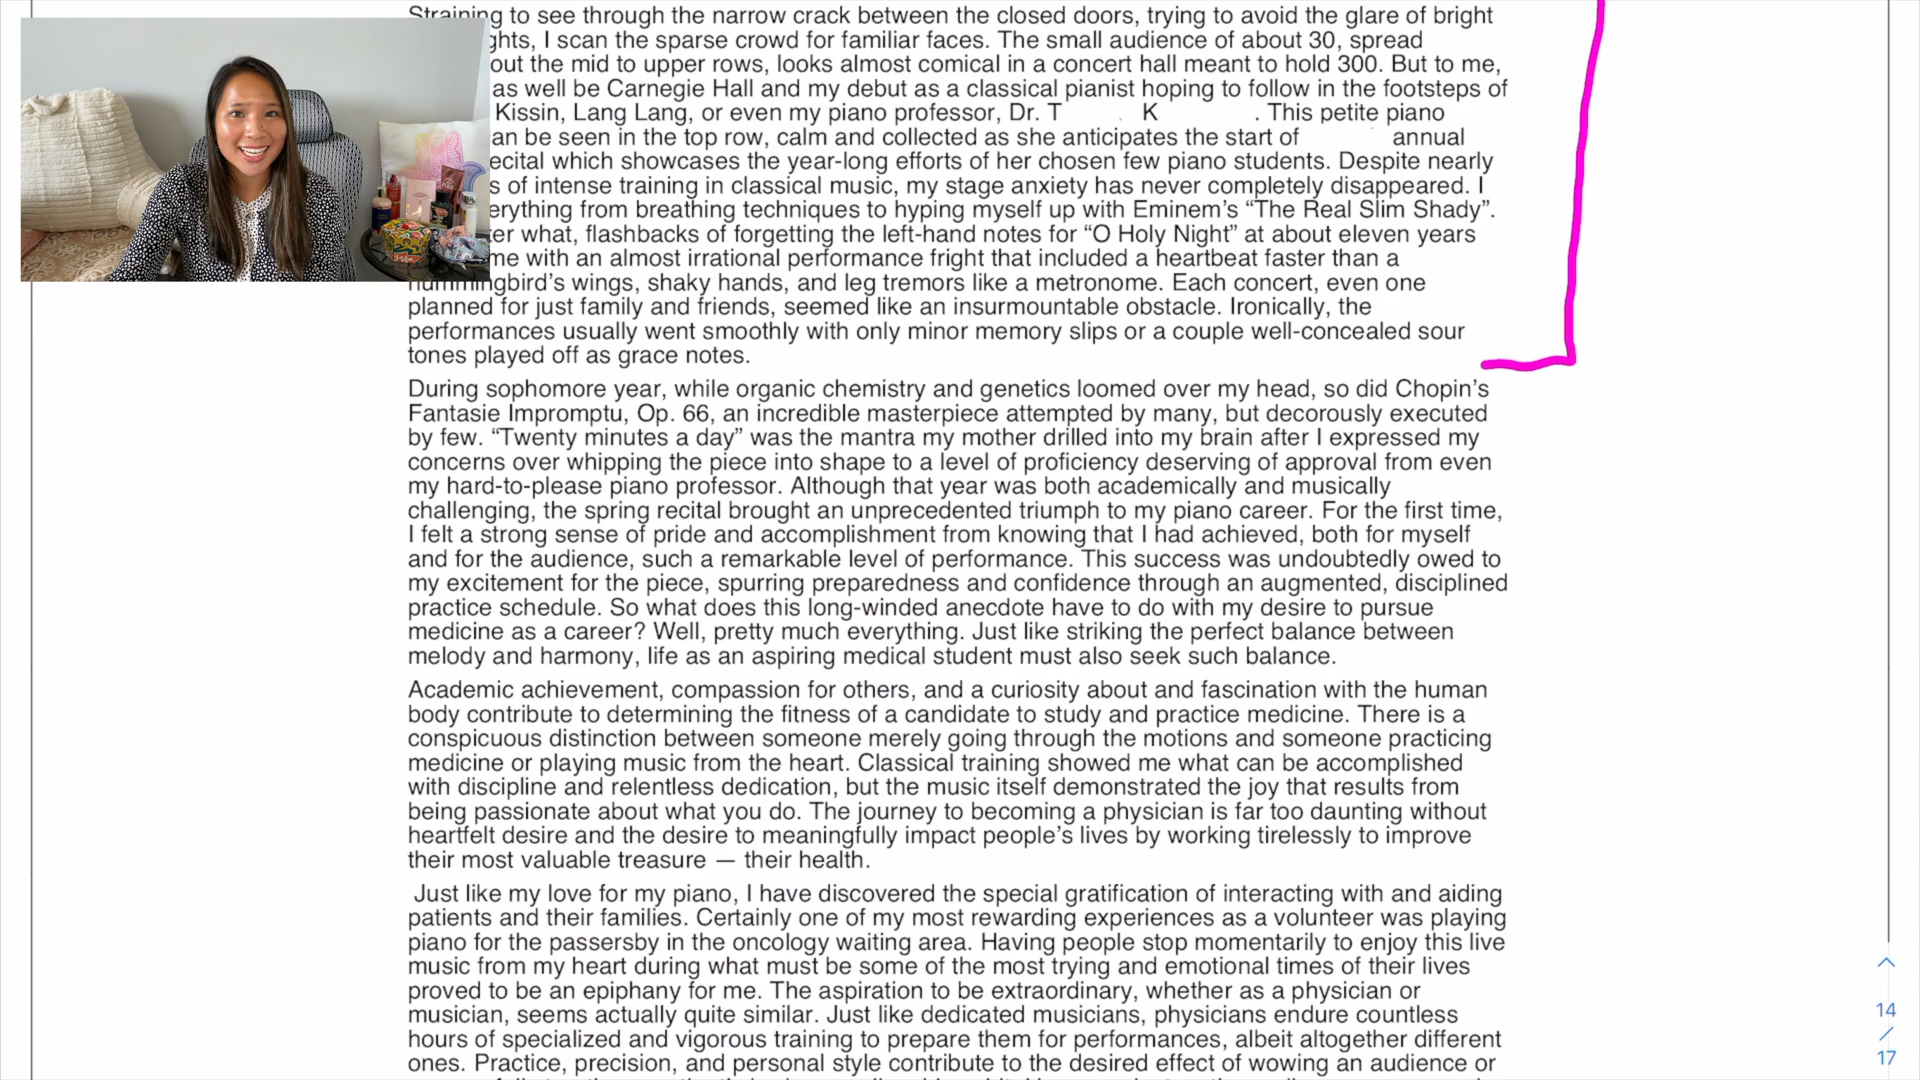 Straining to see through the narrow crack between the closed doors, trying to avoid the glare of bright
ghts, I scan the sparse crowd for familiar faces. The small audience of about 30, spread
out the mid to upper rows, looks almost comical in a concert hall meant to hold 300. But to me,
as well be Carnegie Hall and my debut as a classical pianist hoping to follow in the footsteps of
Kissin, Lang Lang, or even my piano professor, Dr. T K . This petite piano
an be seen in the top row, calm and collected as she anticipates the start of annual
ecital which showcases the year-long efforts of her chosen few piano students. Despite nearly
s of intense training in classical music, my stage anxiety has never completely disappeared. I
erything from breathing techniques to hyping myself up with Eminem’s “The Real Slim Shady”.
ter what, flashbacks of forgetting the left-hand notes for “O Holy Night” at about eleven years
me with an almost irrational performance fright that included a heartbeat faster than a
hummingbird’s wings, shaky hands, and leg tremors like a metronome. Each concert, even one
planned for just family and friends, seemed like an insurmountable obstacle. Ironically, the
performances usually went smoothly with only minor memory slips or a couple well-concealed sour
tones played off as grace notes.
During sophomore year, while organic chemistry and genetics loomed over my head, so did Chopin’s
Fantasie Impromptu, Op. 66, an incredible masterpiece attempted by many, but decorously executed
by few. “Twenty minutes a day” was the mantra my mother drilled into my brain after I expressed my
concerns over whipping the piece into shape to a level of proficiency deserving of approval from even
my hard-to-please piano professor. Although that year was both academically and musically
challenging, the spring recital brought an unprecedented triumph to my piano career. For the first time,
I felt a strong sense of pride and accomplishment from knowing that I had achieved, both for myself
and for the audience, such a remarkable level of performance. This success was undoubtedly owed to
my excitement for the piece, spurring preparedness and confidence through an augmented, disciplined
practice schedule. So what does this long-winded anecdote have to do with my desire to pursue
medicine as a career? Well, pretty much everything. Just like striking the perfect balance between
melody and harmony, life as an aspiring medical student must also seek such balance.
Academic achievement, compassion for others, and a curiosity about and fascination with the human
body contribute to determining the fitness of a candidate to study and practice medicine. There is a
conspicuous distinction between someone merely going through the motions and someone practicing
medicine or playing music from the heart. Classical training showed me what can be accomplished
with discipline and relentless dedication, but the music itself demonstrated the joy that results from
being passionate about what you do. The journey to becoming a physician is far too daunting without
heartfelt desire and the desire to meaningfully impact people’s lives by working tirelessly to improve
their most valuable treasure — their health.
Just like my love for my piano, I have discovered the special gratification of interacting with and aiding
patients and their families. Certainly one of my most rewarding experiences as a volunteer was playing
piano for the passersby in the oncology waiting area. Having people stop momentarily to enjoy this live
music from my heart during what must be some of the most trying and emotional times of their lives
proved to be an epiphany for me. The aspiration to be extraordinary, whether as a physician or
musician, seems actually quite similar. Just like dedicated musicians, physicians endure countless
hours of specialized and vigorous training to prepare them for performances, albeit altogether different
ones. Practice, precision, and personal style contribute to the desired effect of wowing an audience or
14
/
17